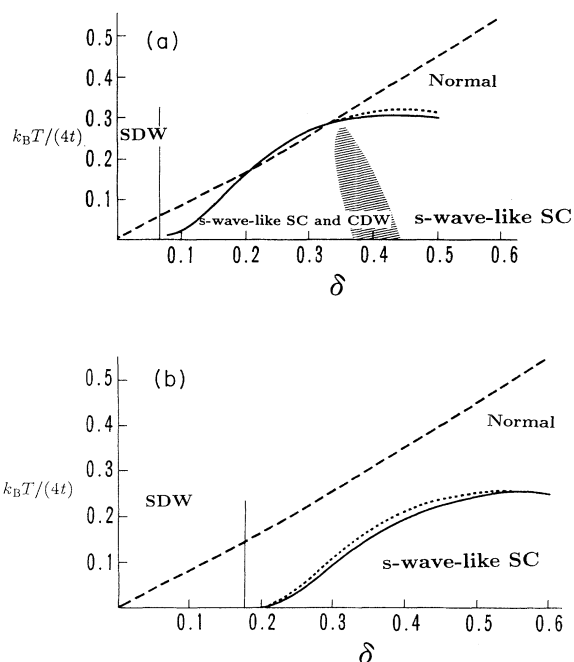 (a)
0.5
0.4
Normal
0.3
k_BT/(4t)
SDW
0.2
0.1
s-wave-like SC and CDW
s-wave-like SC
0.1 0.2 0.3 0.4 0.5 0.6
δ
(b)
0.5
0.4
Normal
0.3
k_BT/(4t)
SDW
0.2
0.1
s-wave-like SC
0.1 0.2 0.3 0.4 0.5 0.6
δ